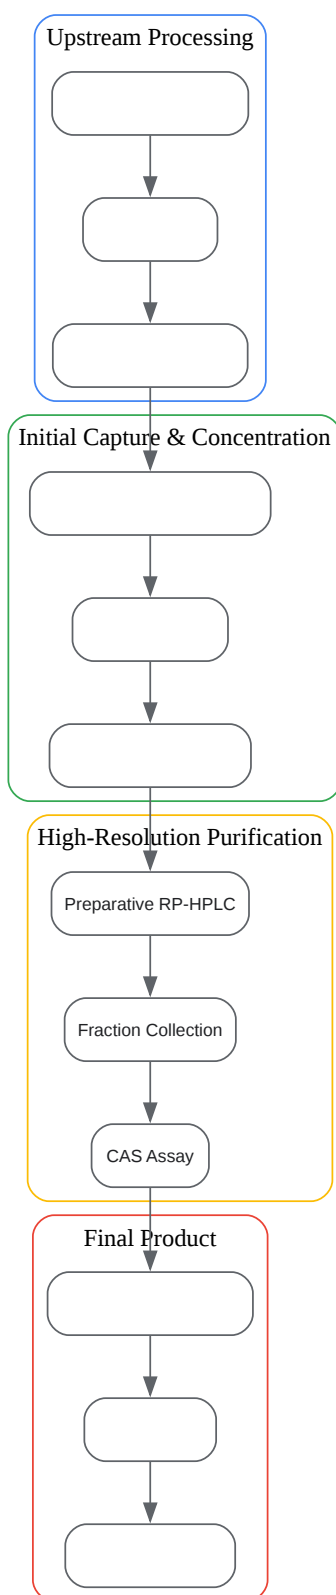 Upstream Processing
Initial Capture & Concentration
High-Resolution Purification
Preparative RP-HPLC
Fraction Collection
CAS Assay
Final Product